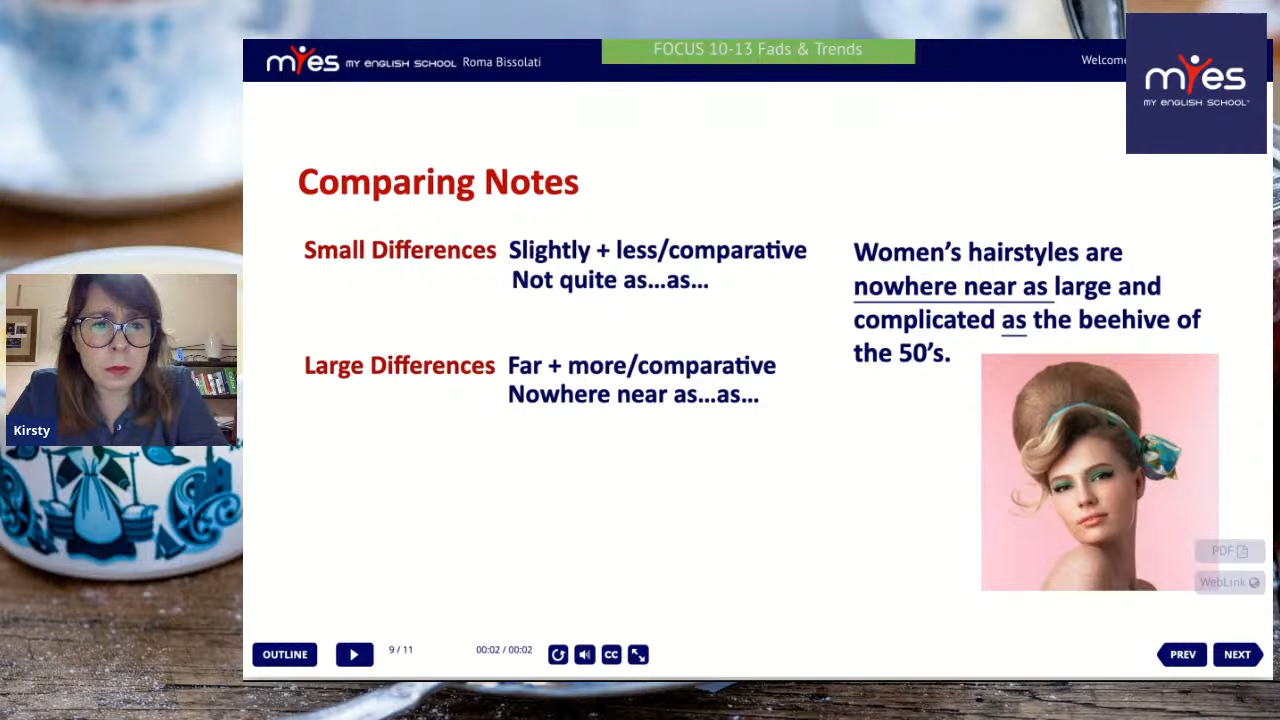 myes MY ENGLISH SCHOOL Roma Bissolati
FOCUS 10-13 Fads & Trends
Welcome
myes
MY ENGLISH SCHOOL
Comparing Notes
Small Differences Slightly + less/comparative
Not quite as...as...
Large Differences Far + more/comparative
Nowhere near as...as...
Women’s hairstyles are
nowhere near as large and
complicated as the beehive of
the 50’s.
Kirsty
PDF
WebLink
OUTLINE
9 / 11
00:02 / 00:02
CC
PREV
NEXT